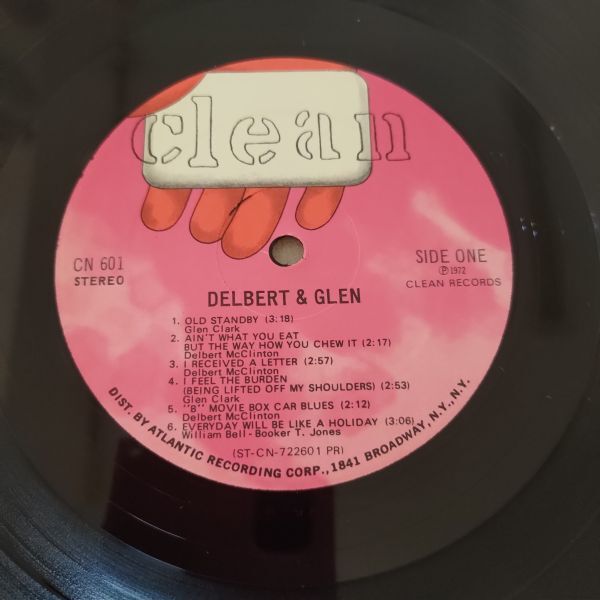 clean
CN 601
STEREO
SIDE ONE
℗ 1972
CLEAN RECORDS
DELBERT & GLEN
1. OLD STANDBY (3:18)
Glen Clark
2. AIN'T WHAT YOU EAT
BUT THE WAY HOW YOU CHEW IT (2:17)
Delbert McClinton
3. I RECEIVED A LETTER (2:57)
Delbert McClinton
4. I FEEL THE BURDEN
(BEING LIFTED OFF MY SHOULDERS) (2:53)
Glen Clark
5. "B" MOVIE BOX CAR BLUES (2:12)
Delbert McClinton
6. EVERYDAY WILL BE LIKE A HOLIDAY (3:06)
William Bell - Booker T. Jones
(ST-CN-722601 PR)
DIST. BY ATLANTIC RECORDING CORP., 1841 BROADWAY, N.Y., N.Y.